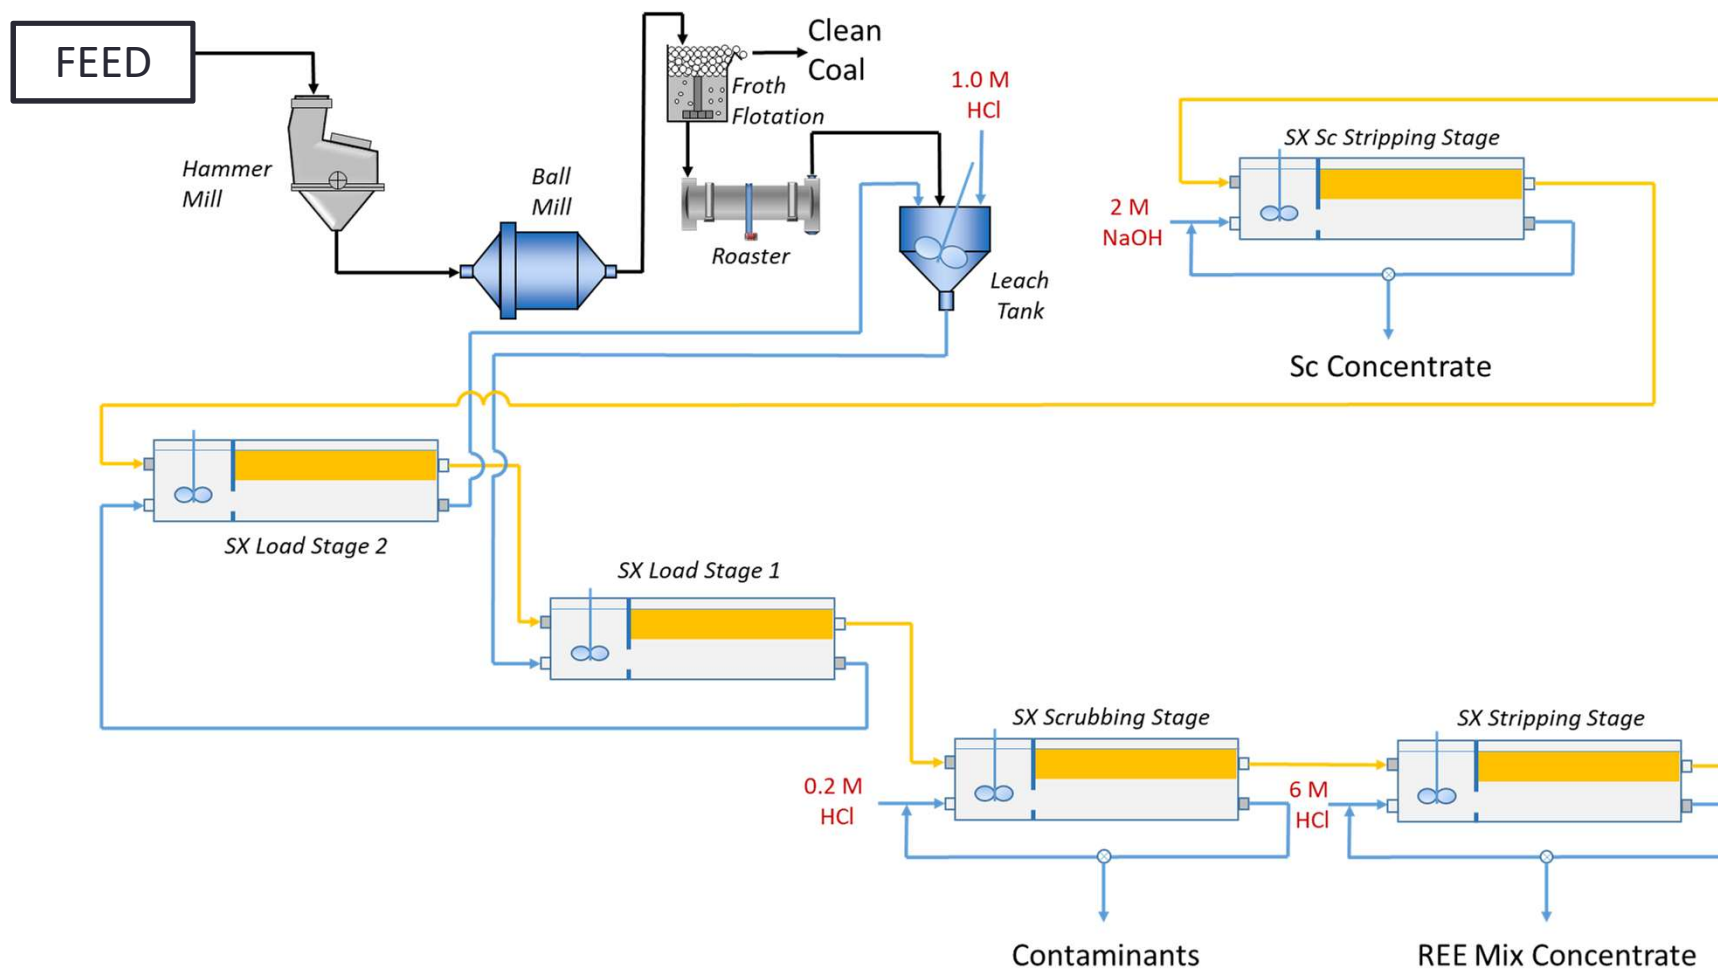 FEED
Clean
Coal
Froth
Flotation
1.0 M
HCl
Hammer
Mill
Ball
Mill
Roaster
Leach
Tank
SX Sc Stripping Stage
2 M
NaOH
Sc Concentrate
SX Load Stage 2
SX Load Stage 1
SX Scrubbing Stage
SX Stripping Stage
0.2 M
HCl
6 M
HCl
Contaminants
REE Mix Concentrate